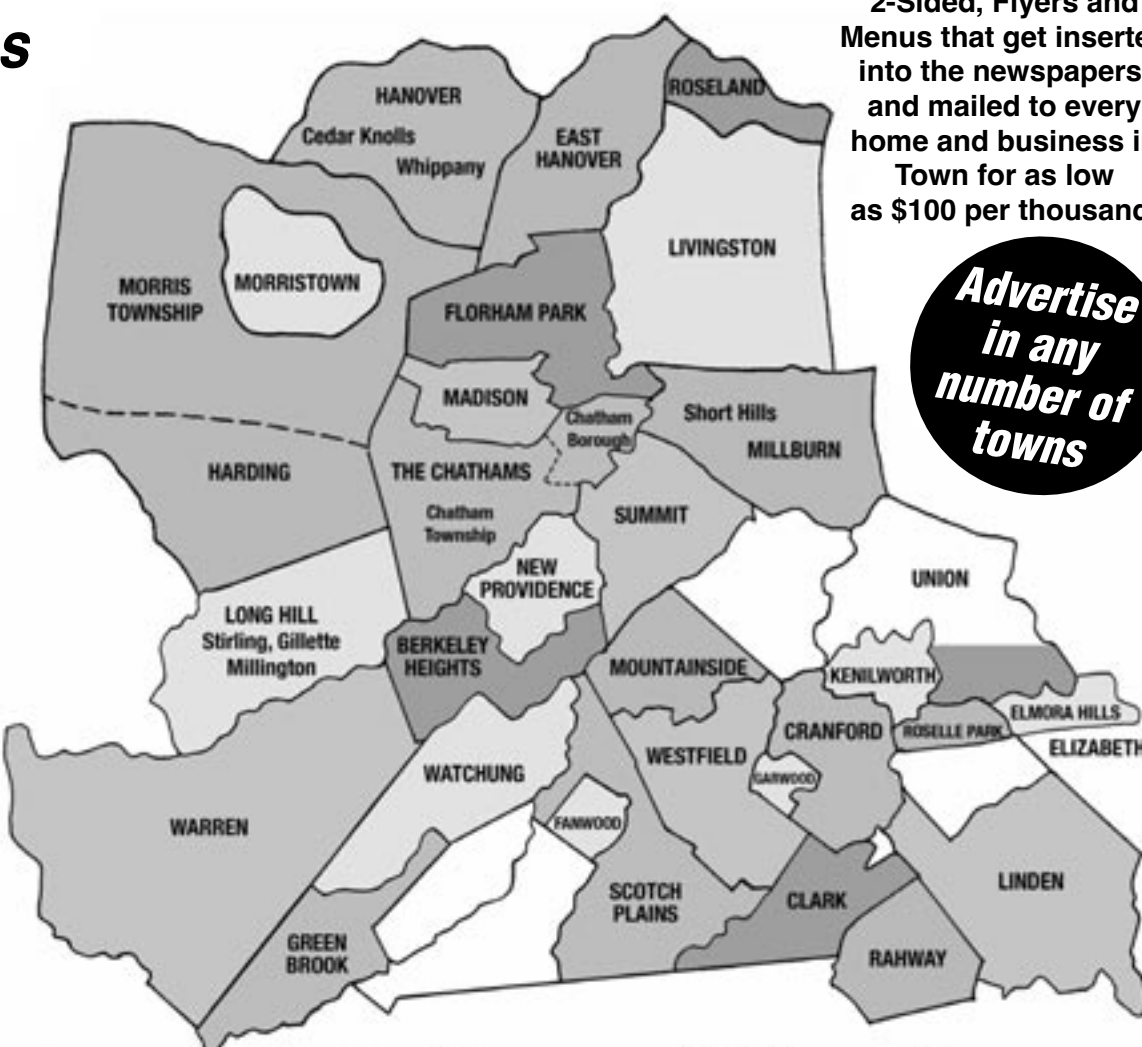 s
2-Sided, Flyers and
Menus that get inserte
into the newspapers
and mailed to every
home and business i
Town for as low
as $100 per thousand
Advertise
in any
number of
towns
HANOVER
Cedar Knolls
Whippany
EAST
HANOVER
ROSELAND
LIVINGSTON
MORRIS
TOWNSHIP
MORRISTOWN
FLORHAM PARK
MADISON
Chatham
Borough
Short Hills
MILLBURN
HARDING
THE CHATHAMS
Chatham
Township
SUMMIT
NEW
PROVIDENCE
UNION
LONG HILL
Stirling, Gillette
Millington
BERKELEY
HEIGHTS
MOUNTAINSIDE
KENILWORTH
ELMORA HILLS
ROSELLE PARK
ELIZABETH
CRANFORD
WESTFIELD
GARWOOD
WATCHUNG
WARREN
FANWOOD
SCOTCH
PLAINS
CLARK
LINDEN
GREEN
BROOK
RAHWAY